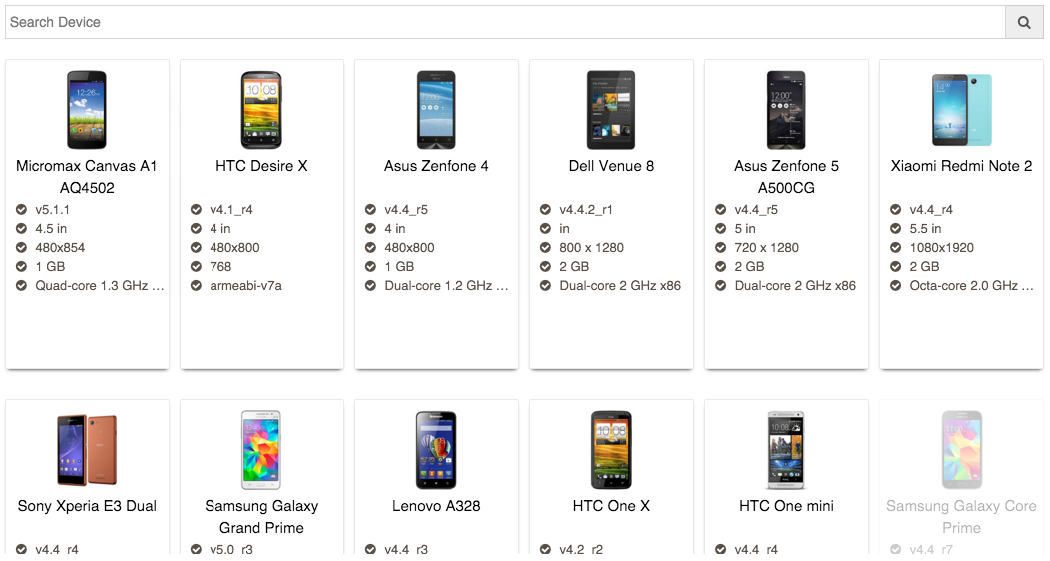 Search Device
Micromax Canvas A1
AQ4502
v5.1.1
4.5 in
480x854
1 GB
Quad-core 1.3 GHz ...
HTC Desire X
v4.1_r4
4 in
480x800
768
armeabi-v7a
Asus Zenfone 4
v4.4_r5
4 in
480x800
1 GB
Dual-core 1.2 GHz ...
Dell Venue 8
v4.4.2_r1
in
800 x 1280
2 GB
Dual-core 2 GHz x86
Asus Zenfone 5
A500CG
v4.4_r5
5 in
720 x 1280
2 GB
Dual-core 2 GHz x86
Xiaomi Redmi Note 2
v4.4_r4
5.5 in
1080x1920
2 GB
Octa-core 2.0 GHz ...
Sony Xperia E3 Dual
v4.4_r4
Samsung Galaxy
Grand Prime
v5.0_r3
Lenovo A328
v4.4_r3
HTC One X
v4.2_r2
HTC One mini
v4.4_r4
Samsung Galaxy Core
Prime
v4.4_r7